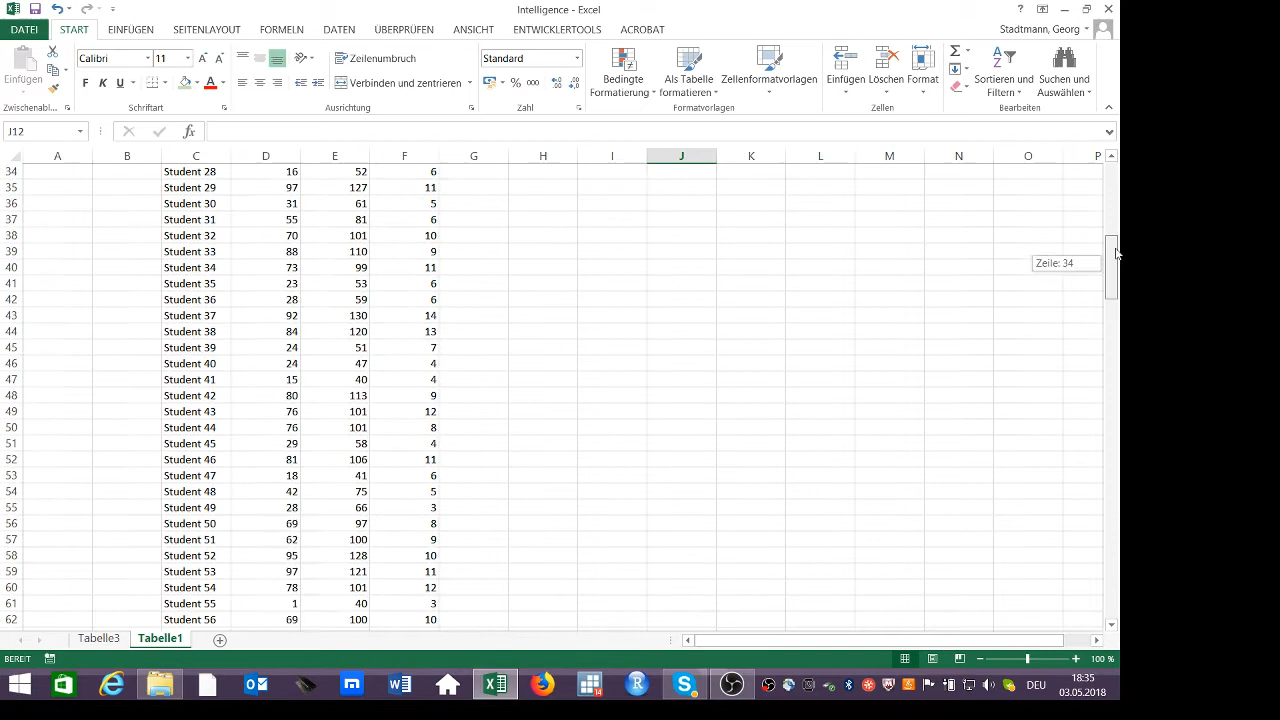 Intelligence - Excel
DATEI START EINFÜGEN SEITENLAYOUT FORMELN DATEN ÜBERPRÜFEN ANSICHT ENTWICKLERTOOLS ACROBAT Stadtmann, Georg
Einfügen
Zwischenabl...
Calibri 11
F K U
Schriftart
Zeilenumbruch
Verbinden und zentrieren
Ausrichtung
Standard
% 000
Zahl
Bedingte Formatierung
Als Tabelle formatieren
Zellenformatvorlagen
Formatvorlagen
Einfügen Löschen Format
Zellen
Sortieren und Filtern
Suchen und Auswählen
Bearbeiten
J12 fx
A B C D E F G H I J K L M N O P
34 Student 28 16 52 6
35 Student 29 97 127 11
36 Student 30 31 61 5
37 Student 31 55 81 6
38 Student 32 70 101 10
39 Student 33 88 110 9
40 Student 34 73 99 11
Zeile: 34
41 Student 35 23 53 6
42 Student 36 28 59 6
43 Student 37 92 130 14
44 Student 38 84 120 13
45 Student 39 24 51 7
46 Student 40 24 47 4
47 Student 41 15 40 4
48 Student 42 80 113 9
49 Student 43 76 101 12
50 Student 44 76 101 8
51 Student 45 29 58 4
52 Student 46 81 106 11
53 Student 47 18 41 6
54 Student 48 42 75 5
55 Student 49 28 66 3
56 Student 50 69 97 8
57 Student 51 62 100 9
58 Student 52 95 128 10
59 Student 53 97 121 11
60 Student 54 78 101 12
61 Student 55 1 40 3
62 Student 56 69 100 10
Tabelle3 Tabelle1
BEREIT 100 %
DEU
18:35
03.05.2018